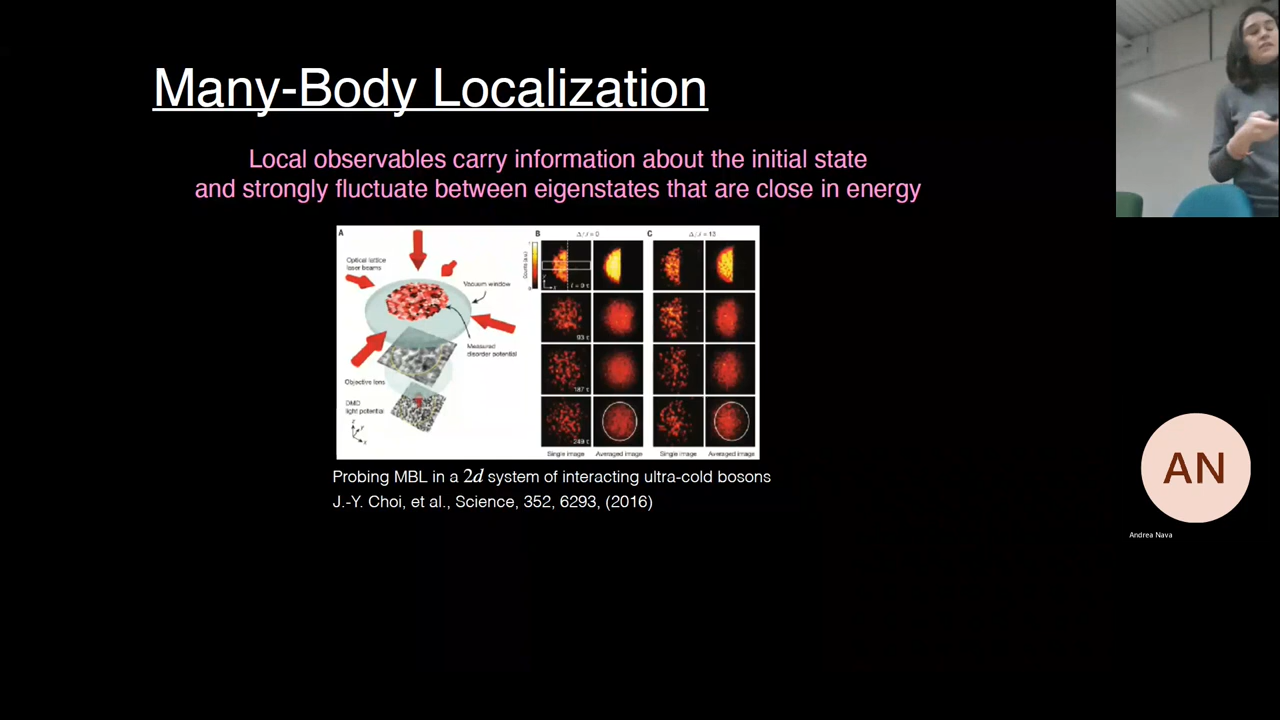 Many-Body Localization
Local observables carry information about the initial state
and strongly fluctuate between eigenstates that are close in energy
A
Optical lattice
laser beams
Vacuum window
Measured
disorder potential
Objective lens
DMD
light potential
z
y
x
B
C
93 τ
187 τ
249 τ
Single image
Averaged image
Single image
Averaged image
Probing MBL in a 2d system of interacting ultra-cold bosons
J.-Y. Choi, et al., Science, 352, 6293, (2016)
AN
Andrea Nava